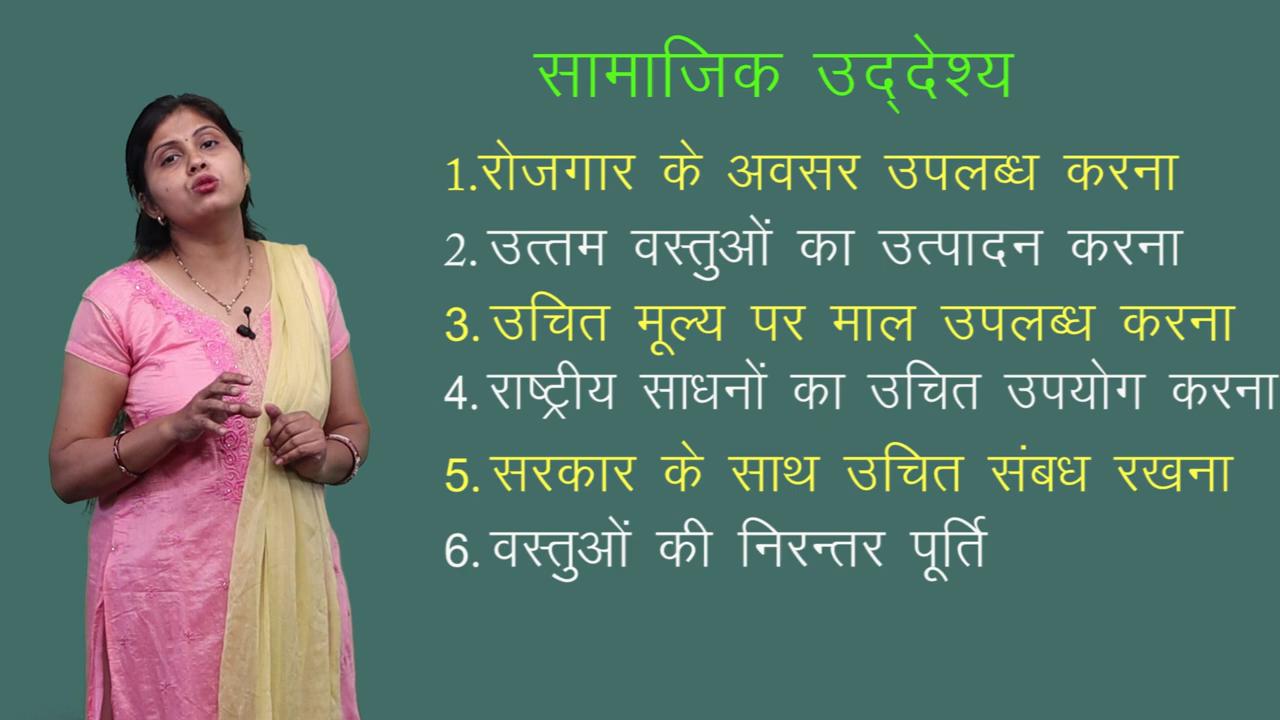 सामाजिक उद्‌देश्य
1.रोजगार के अवसर उपलब्ध करना
2. उत्तम वस्तुओं का उत्पादन करना
3. उचित मूल्य पर माल उपलब्ध करना
4. राष्ट्रीय साधनों का उचित उपयोग करना
5. सरकार के साथ उचित संबध रखना
6. वस्तुओं की निरन्तर पूर्ति